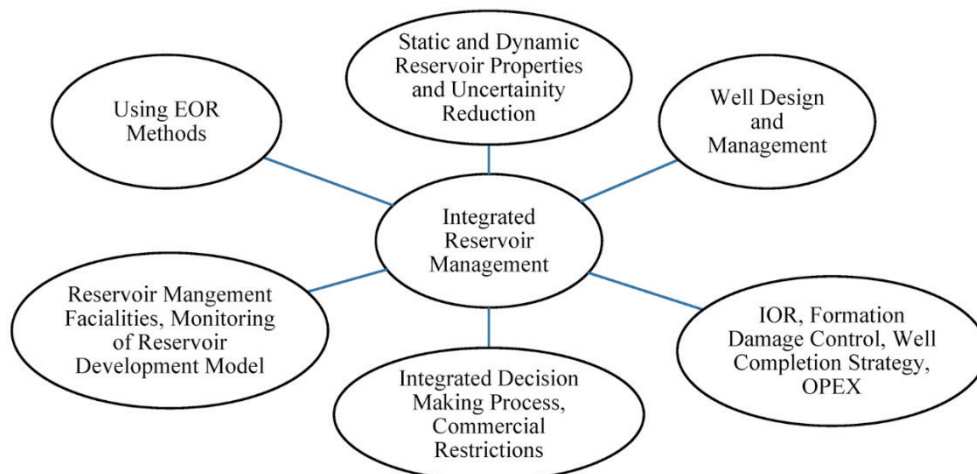 Static and Dynamic
Reservoir Properties
and Uncertainity
Reduction
Using EOR
Methods
Well Design
and
Management
Integrated
Reservoir
Management
Reservoir Mangement
Facialities, Monitoring
of Reservoir
Development Model
IOR, Formation
Damage Control, Well
Completion Strategy,
OPEX
Integrated Decision
Making Process,
Commercial
Restrictions